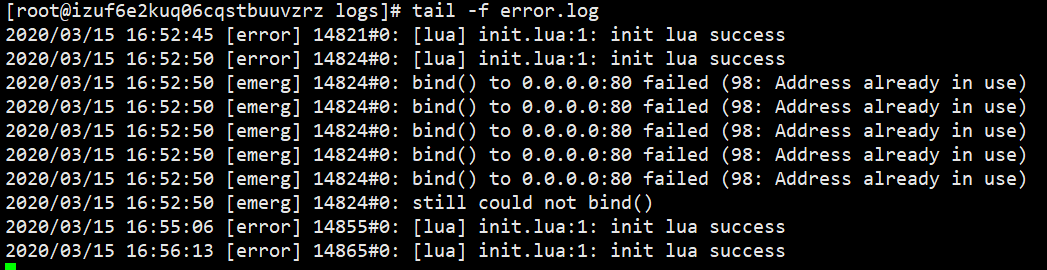 [root@izuf6e2kuq06cqstbuuvzrz logs]# tail -f error.log
2020/03/15 16:52:45 [error] 14821#0: [lua] init.lua:1: init lua success
2020/03/15 16:52:50 [error] 14824#0: [lua] init.lua:1: init lua success
2020/03/15 16:52:50 [emerg] 14824#0: bind() to 0.0.0.0:80 failed (98: Address already in use)
2020/03/15 16:52:50 [emerg] 14824#0: bind() to 0.0.0.0:80 failed (98: Address already in use)
2020/03/15 16:52:50 [emerg] 14824#0: bind() to 0.0.0.0:80 failed (98: Address already in use)
2020/03/15 16:52:50 [emerg] 14824#0: bind() to 0.0.0.0:80 failed (98: Address already in use)
2020/03/15 16:52:50 [emerg] 14824#0: bind() to 0.0.0.0:80 failed (98: Address already in use)
2020/03/15 16:52:50 [emerg] 14824#0: still could not bind()
2020/03/15 16:55:06 [error] 14855#0: [lua] init.lua:1: init lua success
2020/03/15 16:56:13 [error] 14865#0: [lua] init.lua:1: init lua success